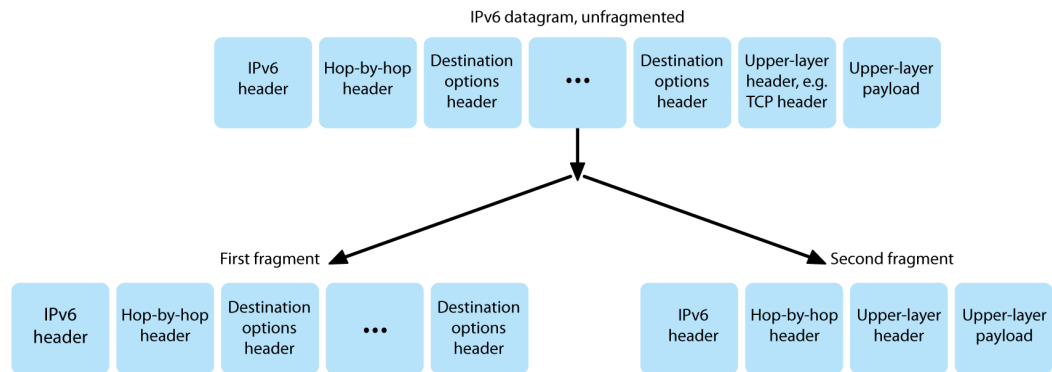 IPv6 datagram, unfragmented
IPv6
header
Hop-by-hop
header
Destination
options
header
•••
Destination
options
header
Upper-layer
header, e.g.
TCP header
Upper-layer
payload
First fragment
Second fragment
IPv6
header
Hop-by-hop
header
Destination
options
header
•••
Destination
options
header
IPv6
header
Hop-by-hop
header
Upper-layer
header
Upper-layer
payload